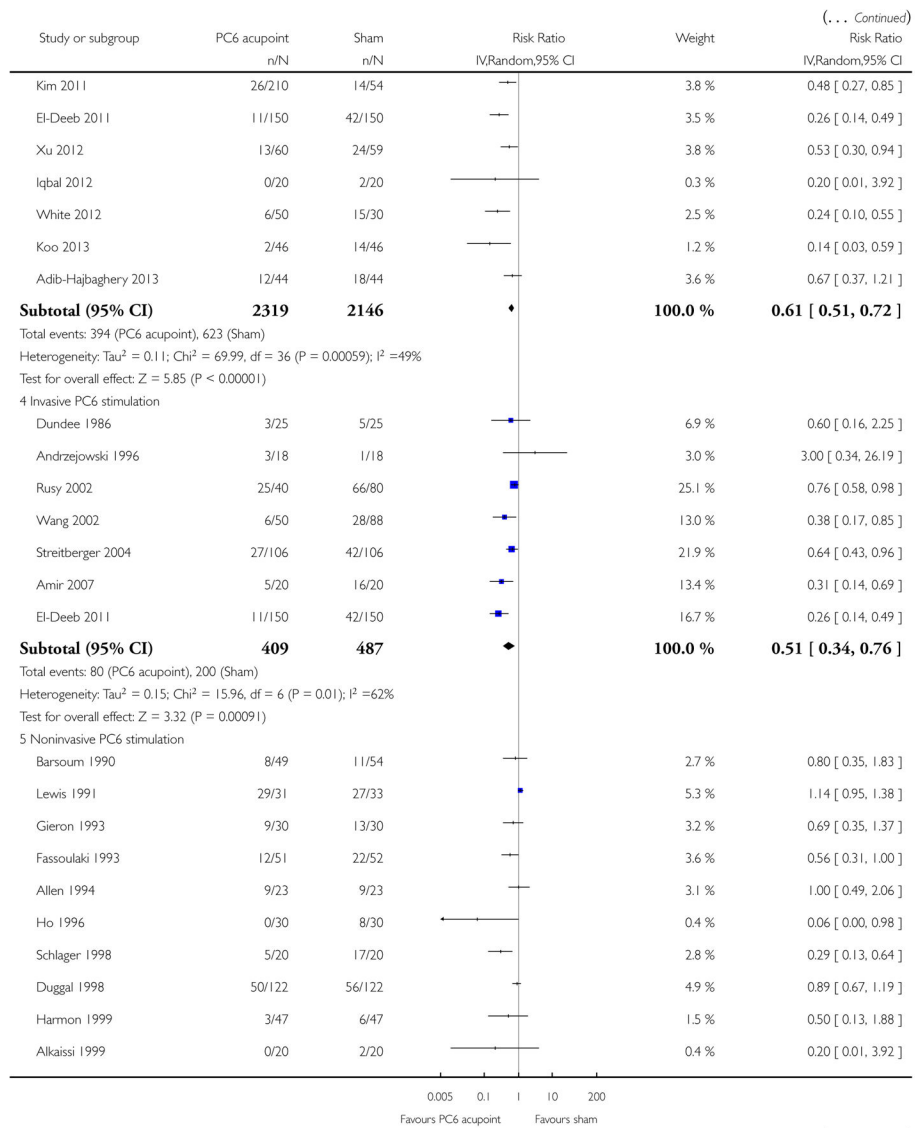 (... Continued)
Study or subgroup PC6 acupoint Sham Risk Ratio Weight Risk Ratio
n/N n/N IV,Random,95% CI IV,Random,95% CI
Kim 2011 26/210 14/54 3.8 % 0.48 [ 0.27, 0.85 ]
El-Deeb 2011 11/150 42/150 3.5 % 0.26 [ 0.14, 0.49 ]
Xu 2012 13/60 24/59 3.8 % 0.53 [ 0.30, 0.94 ]
Iqbal 2012 0/20 2/20 0.3 % 0.20 [ 0.01, 3.92 ]
White 2012 6/50 15/30 2.5 % 0.24 [ 0.10, 0.55 ]
Koo 2013 2/46 14/46 1.2 % 0.14 [ 0.03, 0.59 ]
Adib-Hajbaghery 2013 12/44 18/44 3.6 % 0.67 [ 0.37, 1.21 ]
Subtotal (95% CI) 2319 2146 100.0 % 0.61 [ 0.51, 0.72 ]
Total events: 394 (PC6 acupoint), 623 (Sham)
Heterogeneity: Tau² = 0.11; Chi² = 69.99, df = 36 (P = 0.00059); I² =49%
Test for overall effect: Z = 5.85 (P < 0.00001)
4 Invasive PC6 stimulation
Dundee 1986 3/25 5/25 6.9 % 0.60 [ 0.16, 2.25 ]
Andrzejowski 1996 3/18 1/18 3.0 % 3.00 [ 0.34, 26.19 ]
Rusy 2002 25/40 66/80 25.1 % 0.76 [ 0.58, 0.98 ]
Wang 2002 6/50 28/88 13.0 % 0.38 [ 0.17, 0.85 ]
Streitberger 2004 27/106 42/106 21.9 % 0.64 [ 0.43, 0.96 ]
Amir 2007 5/20 16/20 13.4 % 0.31 [ 0.14, 0.69 ]
El-Deeb 2011 11/150 42/150 16.7 % 0.26 [ 0.14, 0.49 ]
Subtotal (95% CI) 409 487 100.0 % 0.51 [ 0.34, 0.76 ]
Total events: 80 (PC6 acupoint), 200 (Sham)
Heterogeneity: Tau² = 0.15; Chi² = 15.96, df = 6 (P = 0.01); I² =62%
Test for overall effect: Z = 3.32 (P = 0.00091)
5 Noninvasive PC6 stimulation
Barsoum 1990 8/49 11/54 2.7 % 0.80 [ 0.35, 1.83 ]
Lewis 1991 29/31 27/33 5.3 % 1.14 [ 0.95, 1.38 ]
Gieron 1993 9/30 13/30 3.2 % 0.69 [ 0.35, 1.37 ]
Fassoulaki 1993 12/51 22/52 3.6 % 0.56 [ 0.31, 1.00 ]
Allen 1994 9/23 9/23 3.1 % 1.00 [ 0.49, 2.06 ]
Ho 1996 0/30 8/30 0.4 % 0.06 [ 0.00, 0.98 ]
Schlager 1998 5/20 17/20 2.8 % 0.29 [ 0.13, 0.64 ]
Duggal 1998 50/122 56/122 4.9 % 0.89 [ 0.67, 1.19 ]
Harmon 1999 3/47 6/47 1.5 % 0.50 [ 0.13, 1.88 ]
Alkaissi 1999 0/20 2/20 0.4 % 0.20 [ 0.01, 3.92 ]
0.005 0.1 1 10 200
Favours PC6 acupoint Favours sham